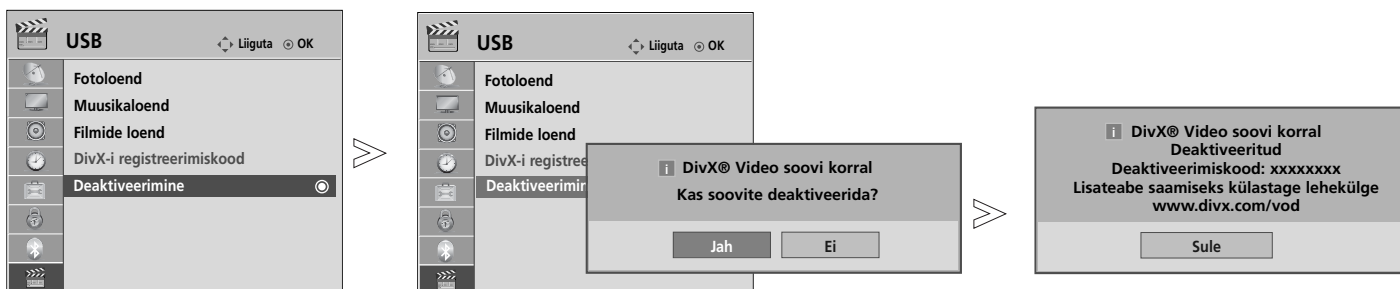 USB
Liiguta OK
Fotoloend
Muusikaloend
Filmide loend
DivX-i registreerimiskood
Deaktiveerimine
USB
Liiguta OK
Fotoloend
Muusikaloend
Filmide loend
DivX-i registree
Deaktiveerimin
DivX® Video soovi korral
Kas soovite deaktiveerida?
Jah
Ei
DivX® Video soovi korral
Deaktiveeritud
Deaktiveerimiskood: xxxxxxxx
Lisateabe saamiseks külastage lehekülge
www.divx.com/vod
Sule